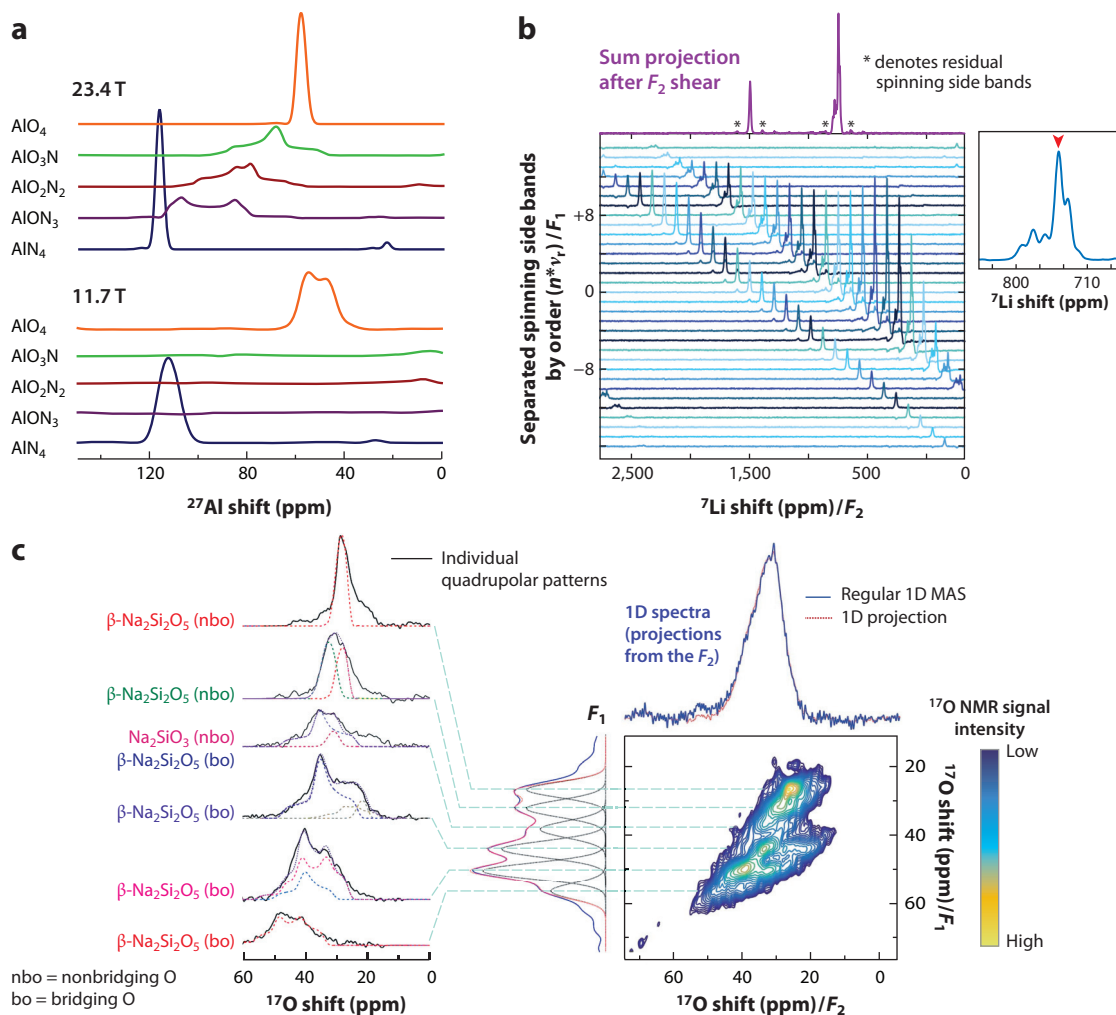 a
23.4 T
AlO₄
AlO₃N
AlO₂N₂
AlON₃
AlN₄
11.7 T
AlO₄
AlO₃N
AlO₂N₂
AlON₃
AlN₄
120 80 40 0
²⁷Al shift (ppm)
b
Sum projection
after F₂ shear
* denotes residual
spinning side bands
* * * *
Separated spinning side bands
by order (n*νᵣ)/F₁
+8
0
−8
2,500 1,500 500 0
⁷Li shift (ppm)/F₂
800 710
⁷Li shift (ppm)
c
Individual
quadrupolar patterns
β-Na₂Si₂O₅ (nbo)
β-Na₂Si₂O₅ (nbo)
Na₂SiO₃ (nbo)
β-Na₂Si₂O₅ (bo)
β-Na₂Si₂O₅ (bo)
β-Na₂Si₂O₅ (bo)
β-Na₂Si₂O₅ (bo)
60 40 20 0
¹⁷O shift (ppm)
nbo = nonbridging O
bo = bridging O
F₁
1D spectra
(projections
from the F₂)
Regular 1D MAS
1D projection
20
40
60
¹⁷O shift (ppm)/F₁
60 40 20 0
¹⁷O shift (ppm)/F₂
¹⁷O NMR signal
intensity
Low
High